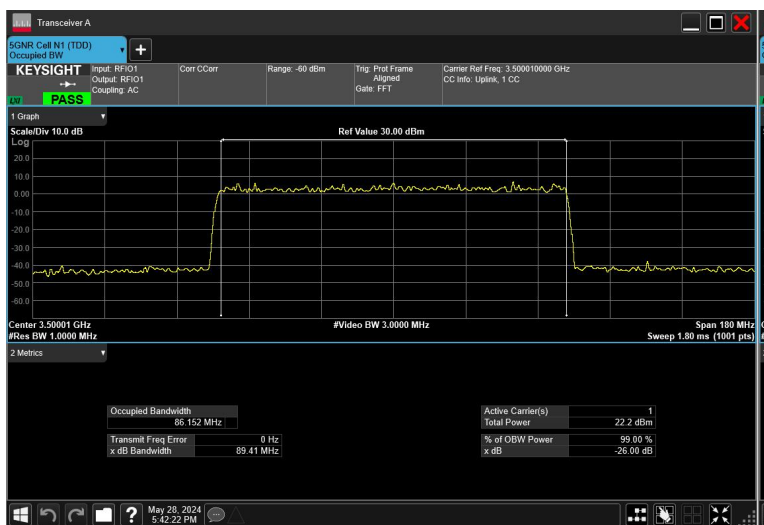 Transceiver A
5GNR Cell N1 (TDD)
Occupied BW
KEYSIGHT
LXI
PASS
Input: RFIO1
Output: RFIO1
Coupling: AC
Corr CCorr
Range: -60 dBm
Trig: Prot Frame
Aligned
Gate: FFT
Carrier Ref Freq: 3.500010000 GHz
CC Info: Uplink, 1 CC
1 Graph
Scale/Div 10.0 dB
Ref Value 30.00 dBm
Log
20.0
10.0
0.00
-10.0
-20.0
-30.0
-40.0
-50.0
-60.0
Center 3.50001 GHz
#Video BW 3.0000 MHz
Span 180 MHz
#Res BW 1.0000 MHz
Sweep 1.80 ms (1001 pts)
2 Metrics
Occupied Bandwidth
86.152 MHz
Active Carrier(s) 1
Total Power 22.2 dBm
Transmit Freq Error 0 Hz
x dB Bandwidth 89.41 MHz
% of OBW Power 99.00 %
x dB -26.00 dB
?
May 28, 2024
5:42:22 PM